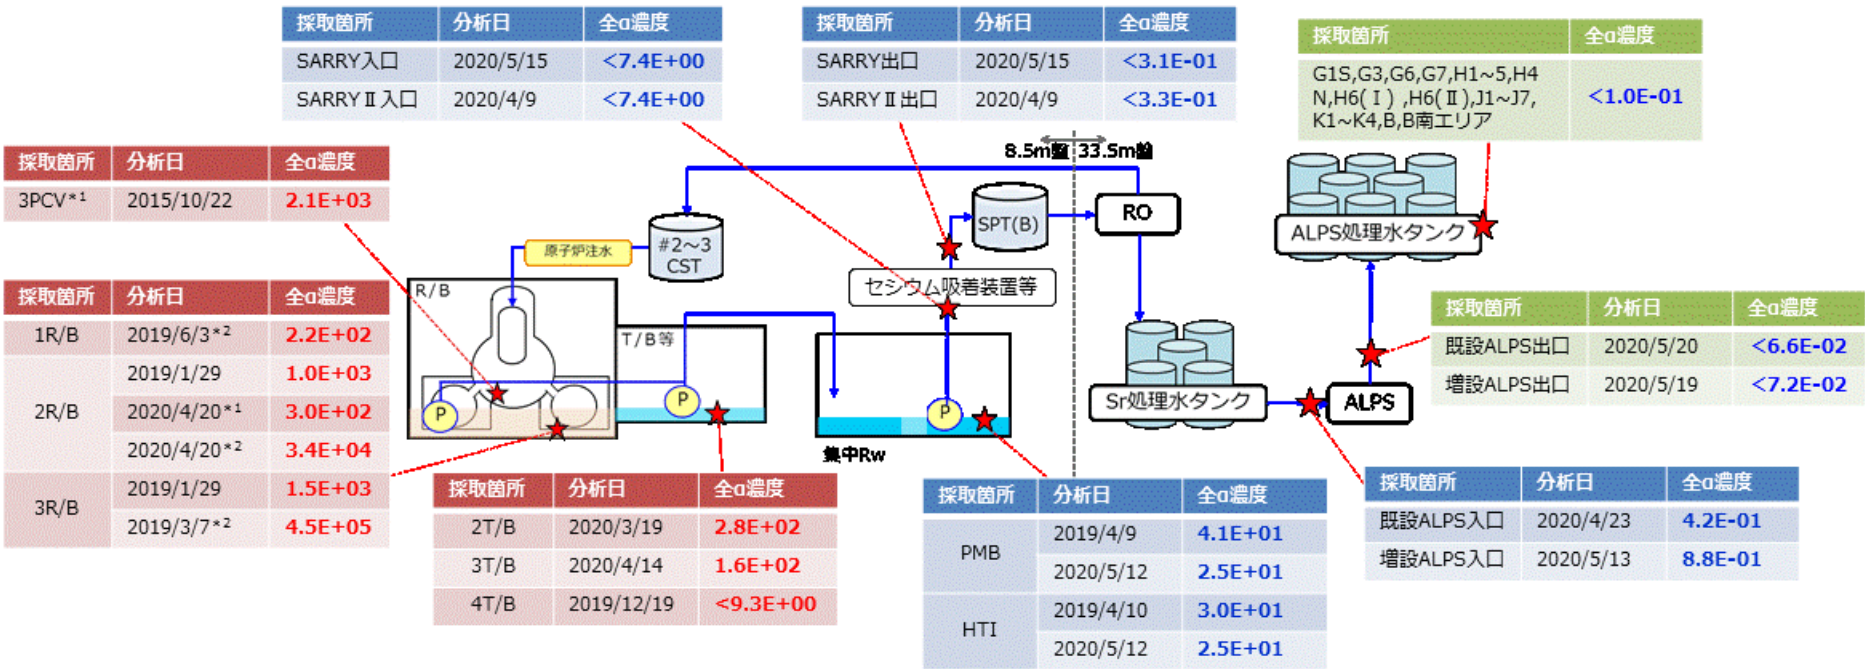 採取箇所 分析日 全α濃度
SARRY入口 2020/5/15 <7.4E+00
SARRYⅡ入口 2020/4/9 <7.4E+00
採取箇所 分析日 全α濃度
SARRY出口 2020/5/15 <3.1E-01
SARRYⅡ出口 2020/4/9 <3.3E-01
採取箇所 全α濃度
G1S,G3,G6,G7,H1~5,H4
N,H6(Ⅰ) ,H6(Ⅱ),J1~J7,
K1~K4,B,B南エリア
<1.0E-01
採取箇所 分析日 全α濃度
3PCV*1 2015/10/22 2.1E+03
8.5m盤 33.5m盤
RO
SPT(B)
#2~3
CST
原子炉注水
セシウム吸着装置等
ALPS処理水タンク
R/B
T/B等
P
P
P
集中Rw
Sr処理水タンク
ALPS
採取箇所 分析日 全α濃度
1R/B 2019/6/3*2 2.2E+02
2R/B 2019/1/29 1.0E+03
2020/4/20*1 3.0E+02
2020/4/20*2 3.4E+04
3R/B 2019/1/29 1.5E+03
2019/3/7*2 4.5E+05
採取箇所 分析日 全α濃度
既設ALPS出口 2020/5/20 <6.6E-02
増設ALPS出口 2020/5/19 <7.2E-02
採取箇所 分析日 全α濃度
2T/B 2020/3/19 2.8E+02
3T/B 2020/4/14 1.6E+02
4T/B 2019/12/19 <9.3E+00
採取箇所 分析日 全α濃度
PMB 2019/4/9 4.1E+01
2020/5/12 2.5E+01
HTI 2019/4/10 3.0E+01
2020/5/12 2.5E+01
採取箇所 分析日 全α濃度
既設ALPS入口 2020/4/23 4.2E-01
増設ALPS入口 2020/5/13 8.8E-01